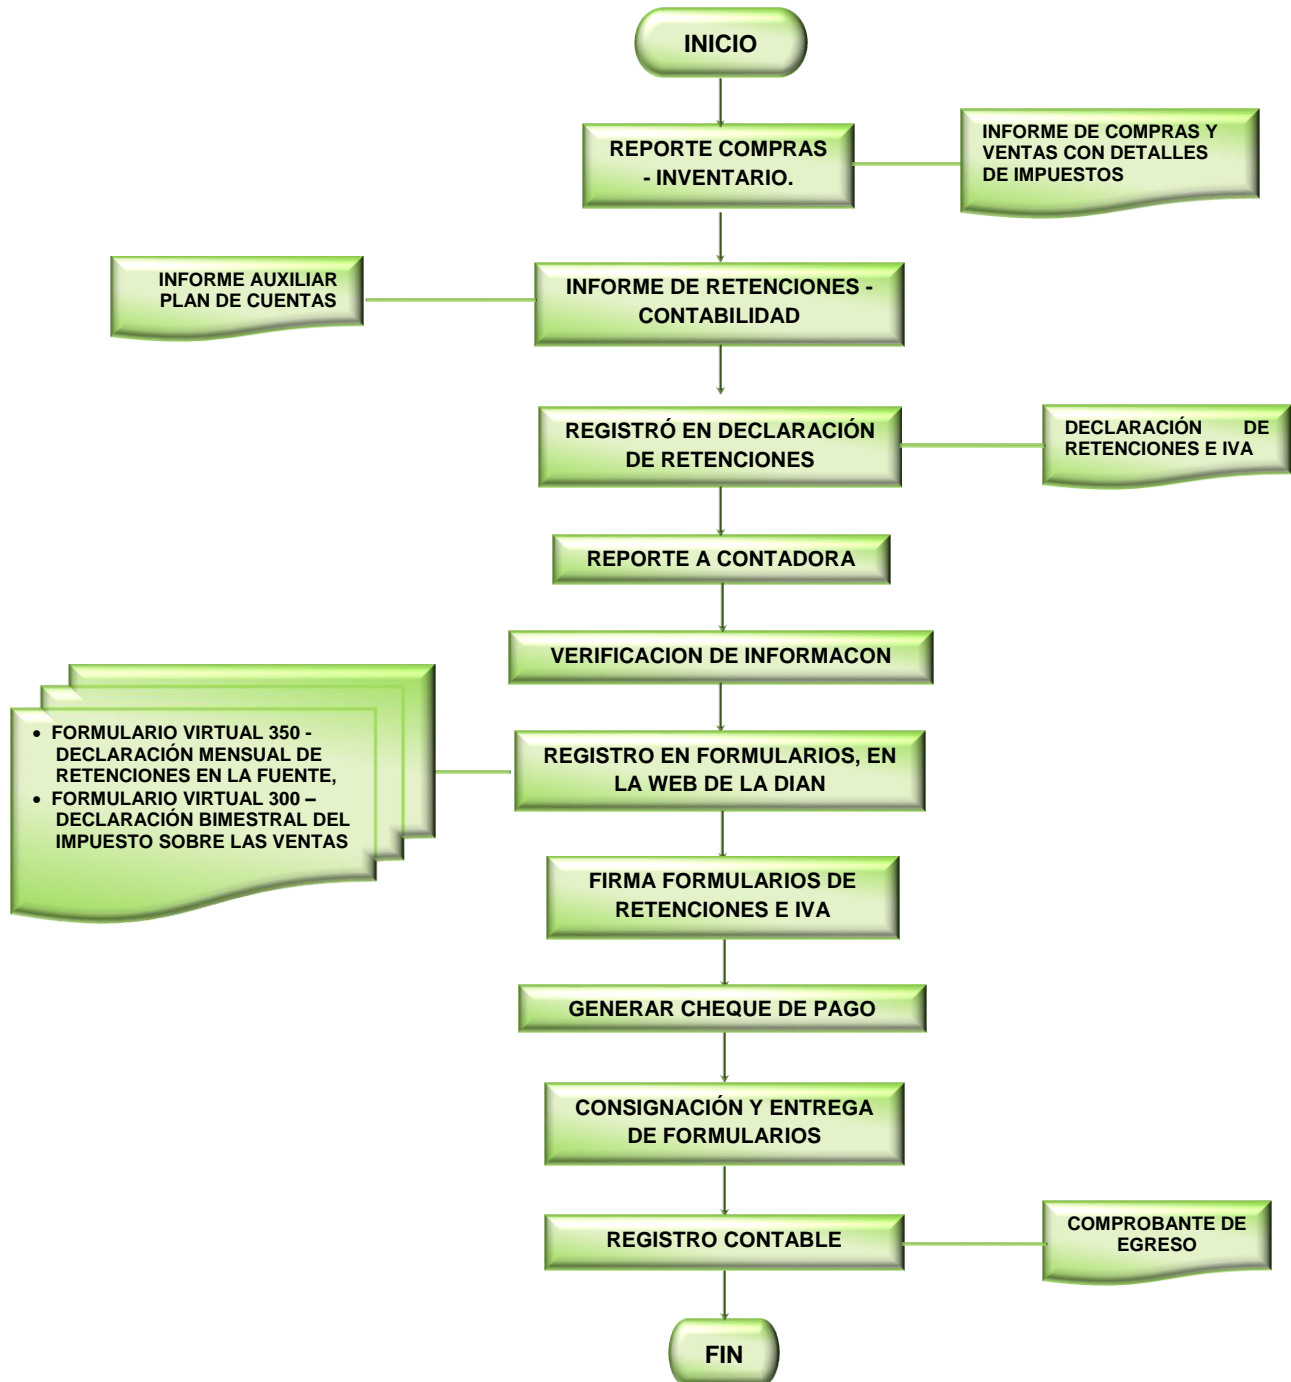 INICIO
REPORTE COMPRAS
- INVENTARIO.
INFORME DE COMPRAS Y
VENTAS CON DETALLES
DE IMPUESTOS
INFORME AUXILIAR
PLAN DE CUENTAS
INFORME DE RETENCIONES -
CONTABILIDAD
REGISTRÓ EN DECLARACIÓN
DE RETENCIONES
DECLARACIÓN DE
RETENCIONES E IVA
REPORTE A CONTADORA
VERIFICACION DE INFORMACON
• FORMULARIO VIRTUAL 350 -
DECLARACIÓN MENSUAL DE
RETENCIONES EN LA FUENTE,
• FORMULARIO VIRTUAL 300 –
DECLARACIÓN BIMESTRAL DEL
IMPUESTO SOBRE LAS VENTAS
REGISTRO EN FORMULARIOS, EN
LA WEB DE LA DIAN
FIRMA FORMULARIOS DE
RETENCIONES E IVA
GENERAR CHEQUE DE PAGO
CONSIGNACIÓN Y ENTREGA
DE FORMULARIOS
REGISTRO CONTABLE
COMPROBANTE DE
EGRESO
FIN